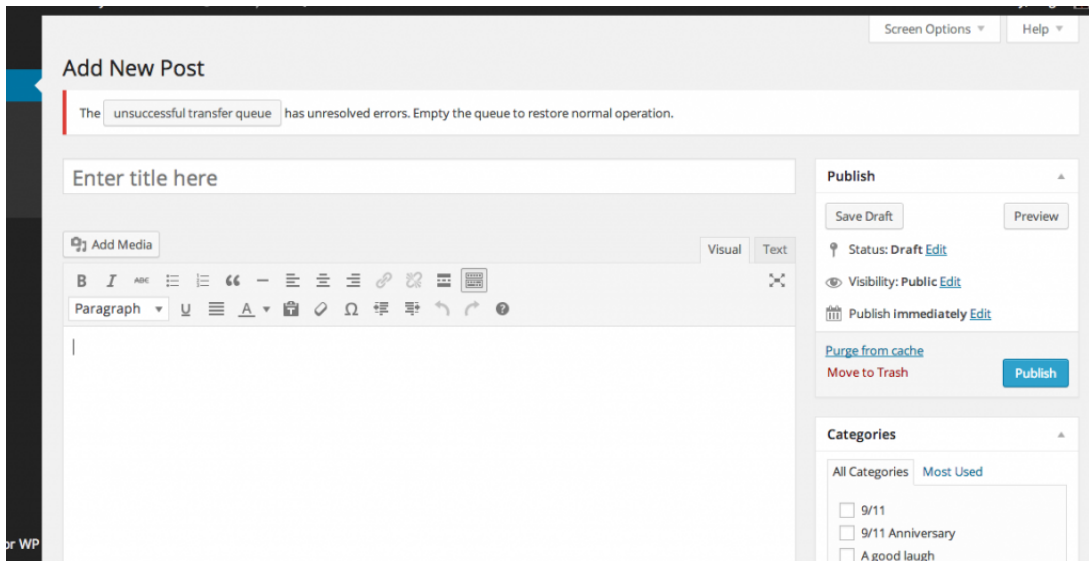 Screen Options Help
Add New Post
The unsuccessful transfer queue has unresolved errors. Empty the queue to restore normal operation.
Enter title here
Add Media
Visual Text
B I ABC
Paragraph U A Ω
Publish
Save Draft Preview
Status: Draft Edit
Visibility: Public Edit
Publish immediately Edit
Purge from cache
Move to Trash Publish
Categories
All Categories Most Used
9/11
9/11 Anniversary
A good laugh
or WP